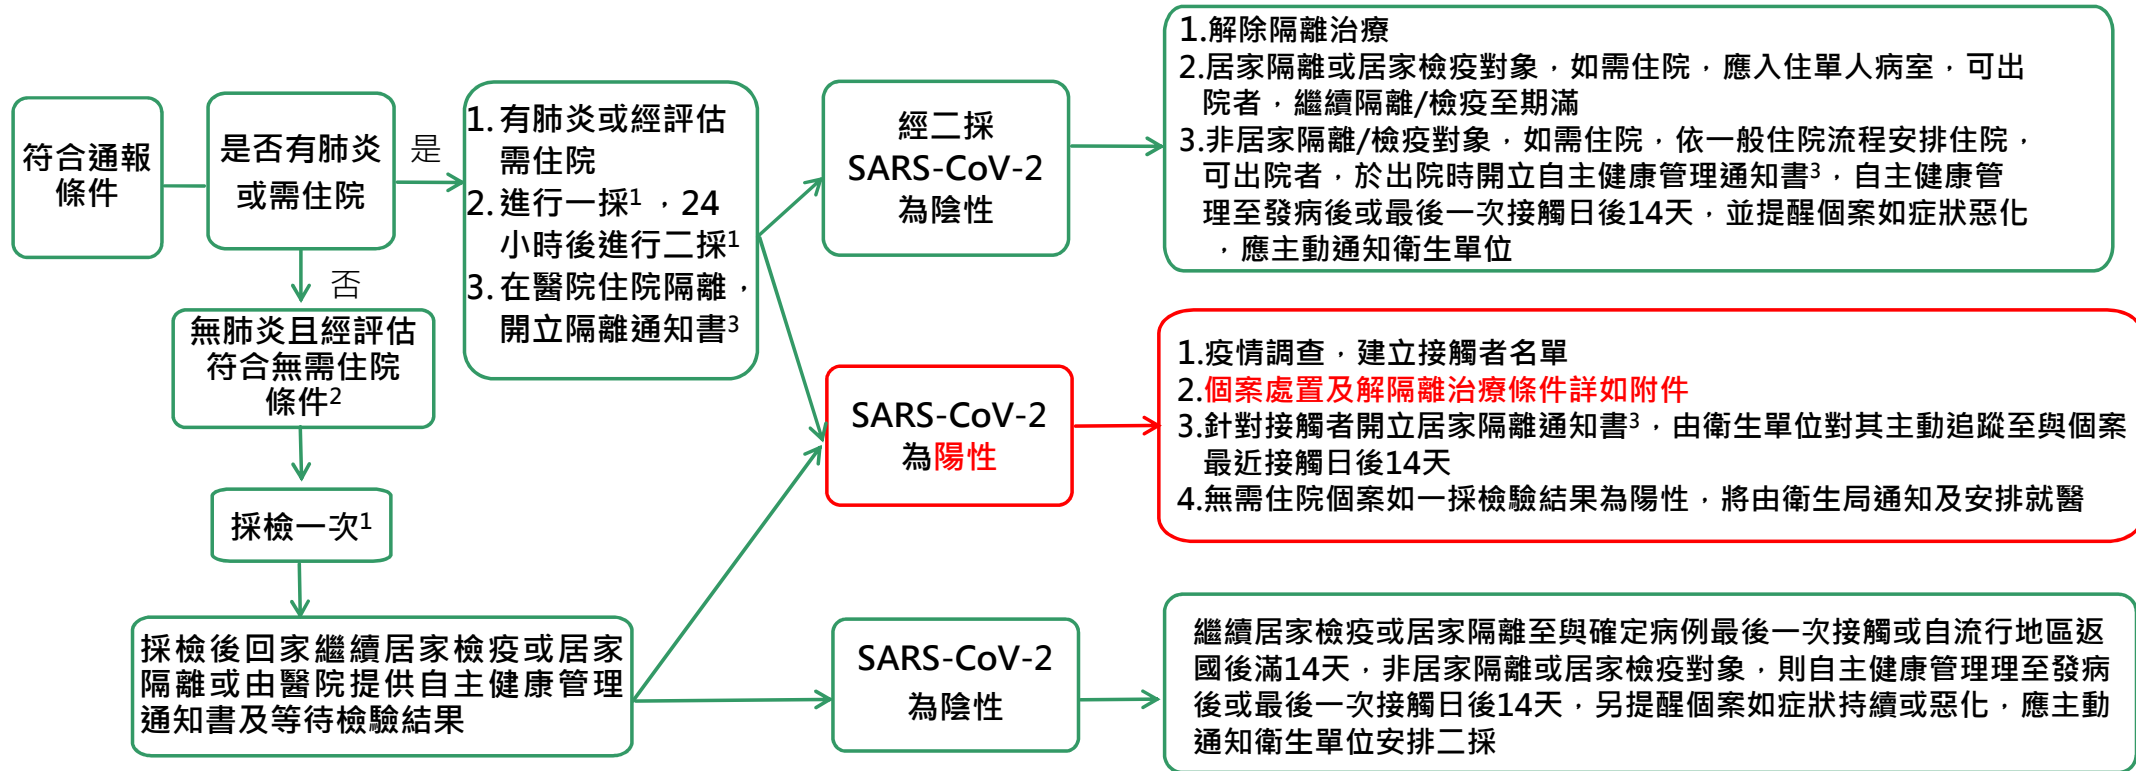 符合通報
條件
是否有肺炎
或需住院
是
否
1. 有肺炎或經評估
需住院
2. 進行一採¹，24
小時後進行二採¹
3. 在醫院住院隔離，
開立隔離通知書³
無肺炎且經評估
符合無需住院
條件²
採檢一次¹
採檢後回家繼續居家檢疫或居家
隔離或由醫院提供自主健康管理
通知書及等待檢驗結果
經二採
SARS-CoV-2
為陰性
1.解除隔離治療
2.居家隔離或居家檢疫對象，如需住院，應入住單人病室，可出
院者，繼續隔離/檢疫至期滿
3.非居家隔離/檢疫對象，如需住院，依一般住院流程安排住院，
可出院者，於出院時開立自主健康管理通知書³，自主健康管
理至發病後或最後一次接觸日後14天，並提醒個案如症狀惡化
，應主動通知衛生單位
SARS-CoV-2
為陽性
1.疫情調查，建立接觸者名單
2.個案處置及解隔離治療條件詳如附件
3.針對接觸者開立居家隔離通知書³，由衛生單位對其主動追蹤至與個案
最近接觸日後14天
4.無需住院個案如一採檢驗結果為陽性，將由衛生局通知及安排就醫
SARS-CoV-2
為陰性
繼續居家檢疫或居家隔離至與確定病例最後一次接觸或自流行地區返
國後滿14天，非居家隔離或居家檢疫對象，則自主健康管理理至發病
後或最後一次接觸日後14天，另提醒個案如症狀持續或惡化，應主動
通知衛生單位安排二採